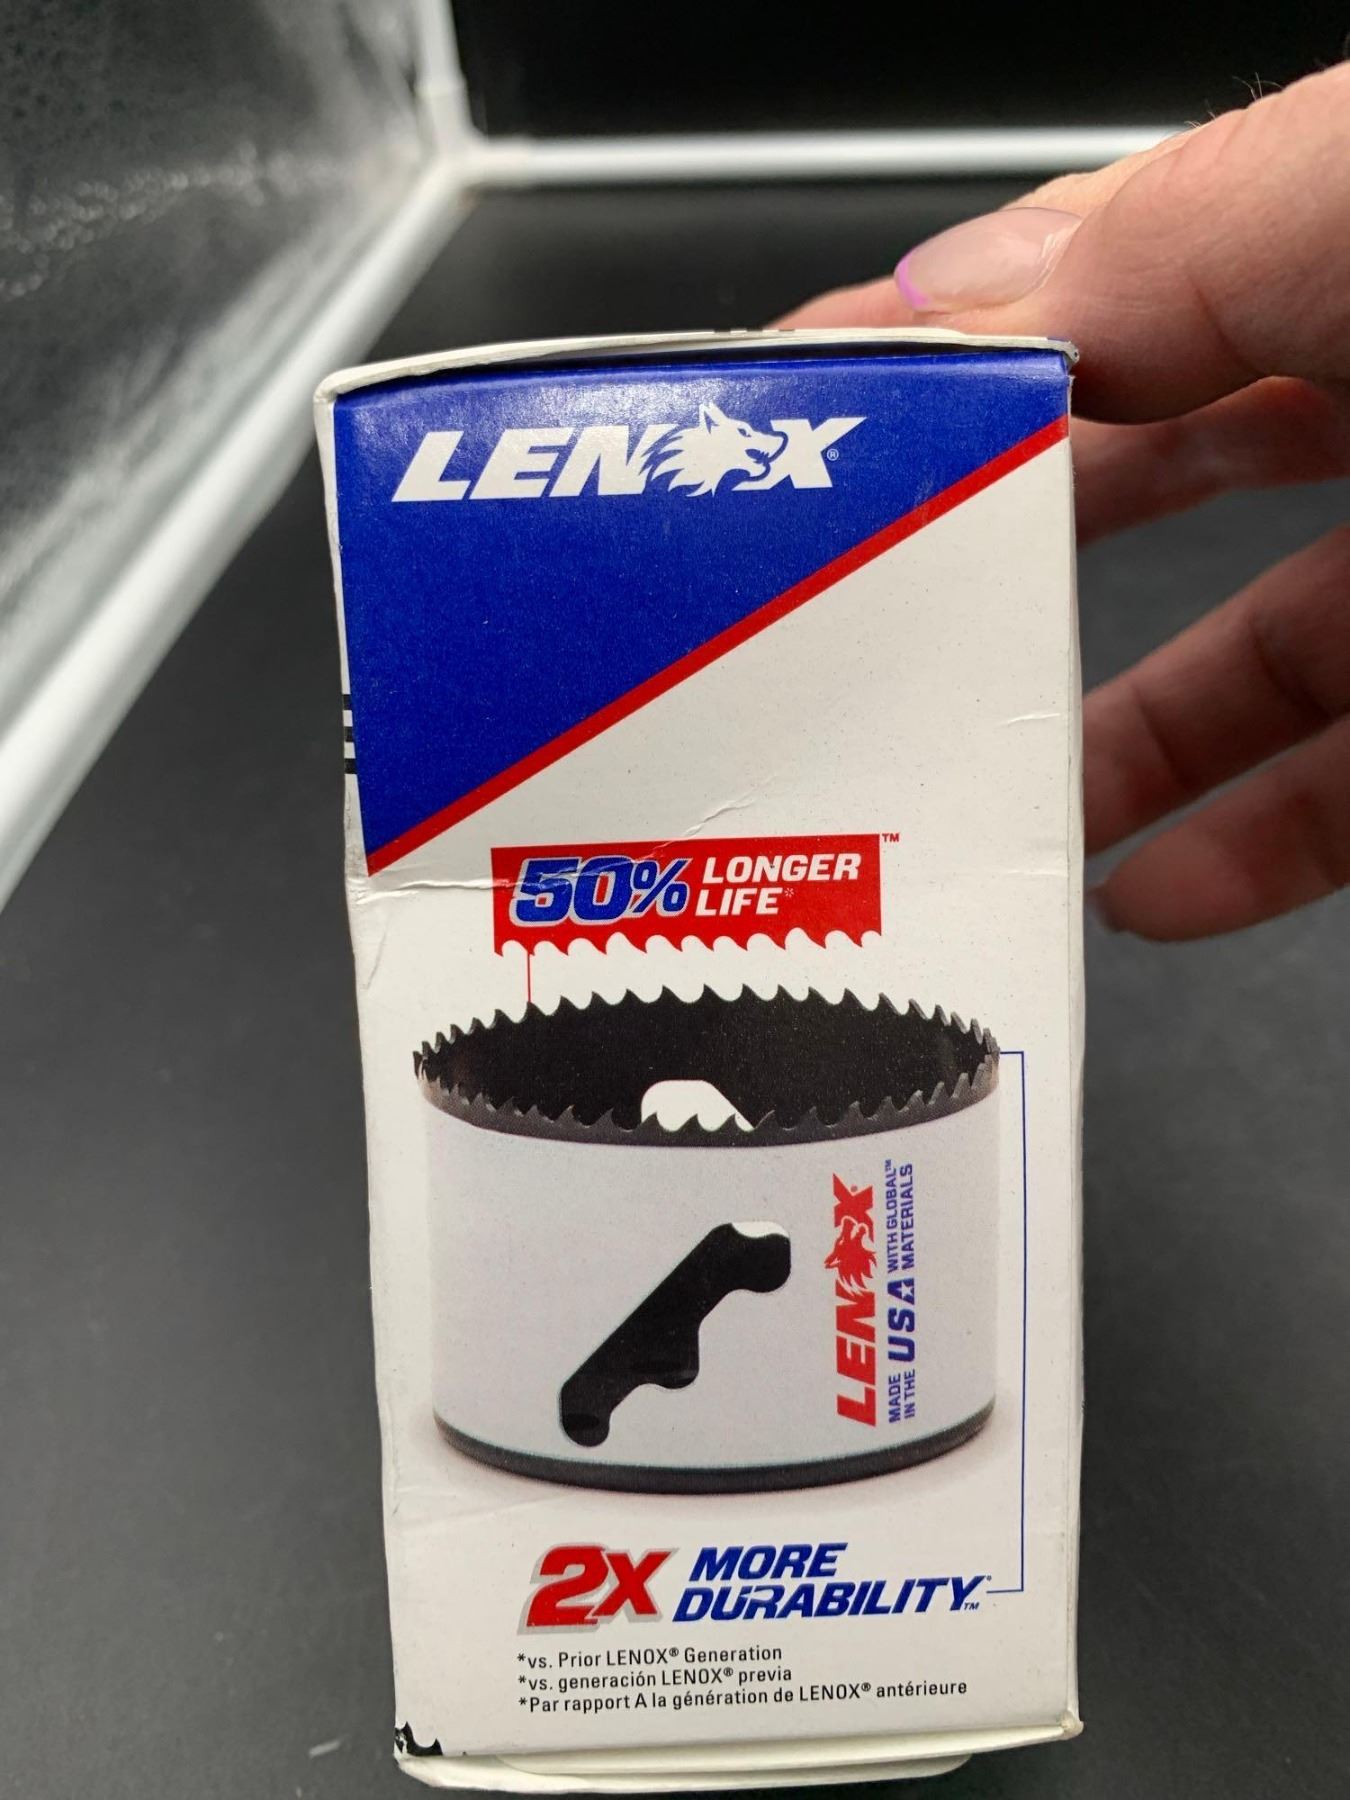 LENOX®
50% LONGER LIFE*™
LENOX®
MADE IN THE USA WITH GLOBAL™ MATERIALS
2X MORE DURABILITY™*
*vs. Prior LENOX® Generation
*vs. generación LENOX® previa
*Par rapport A la génération de LENOX® antérieure